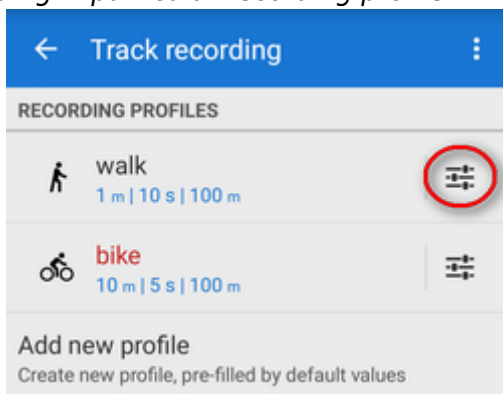 Track recording
RECORDING PROFILES
walk
1 m | 10 s | 100 m
bike
10 m | 5 s | 100 m
Add new profile
Create new profile, pre-filled by default values